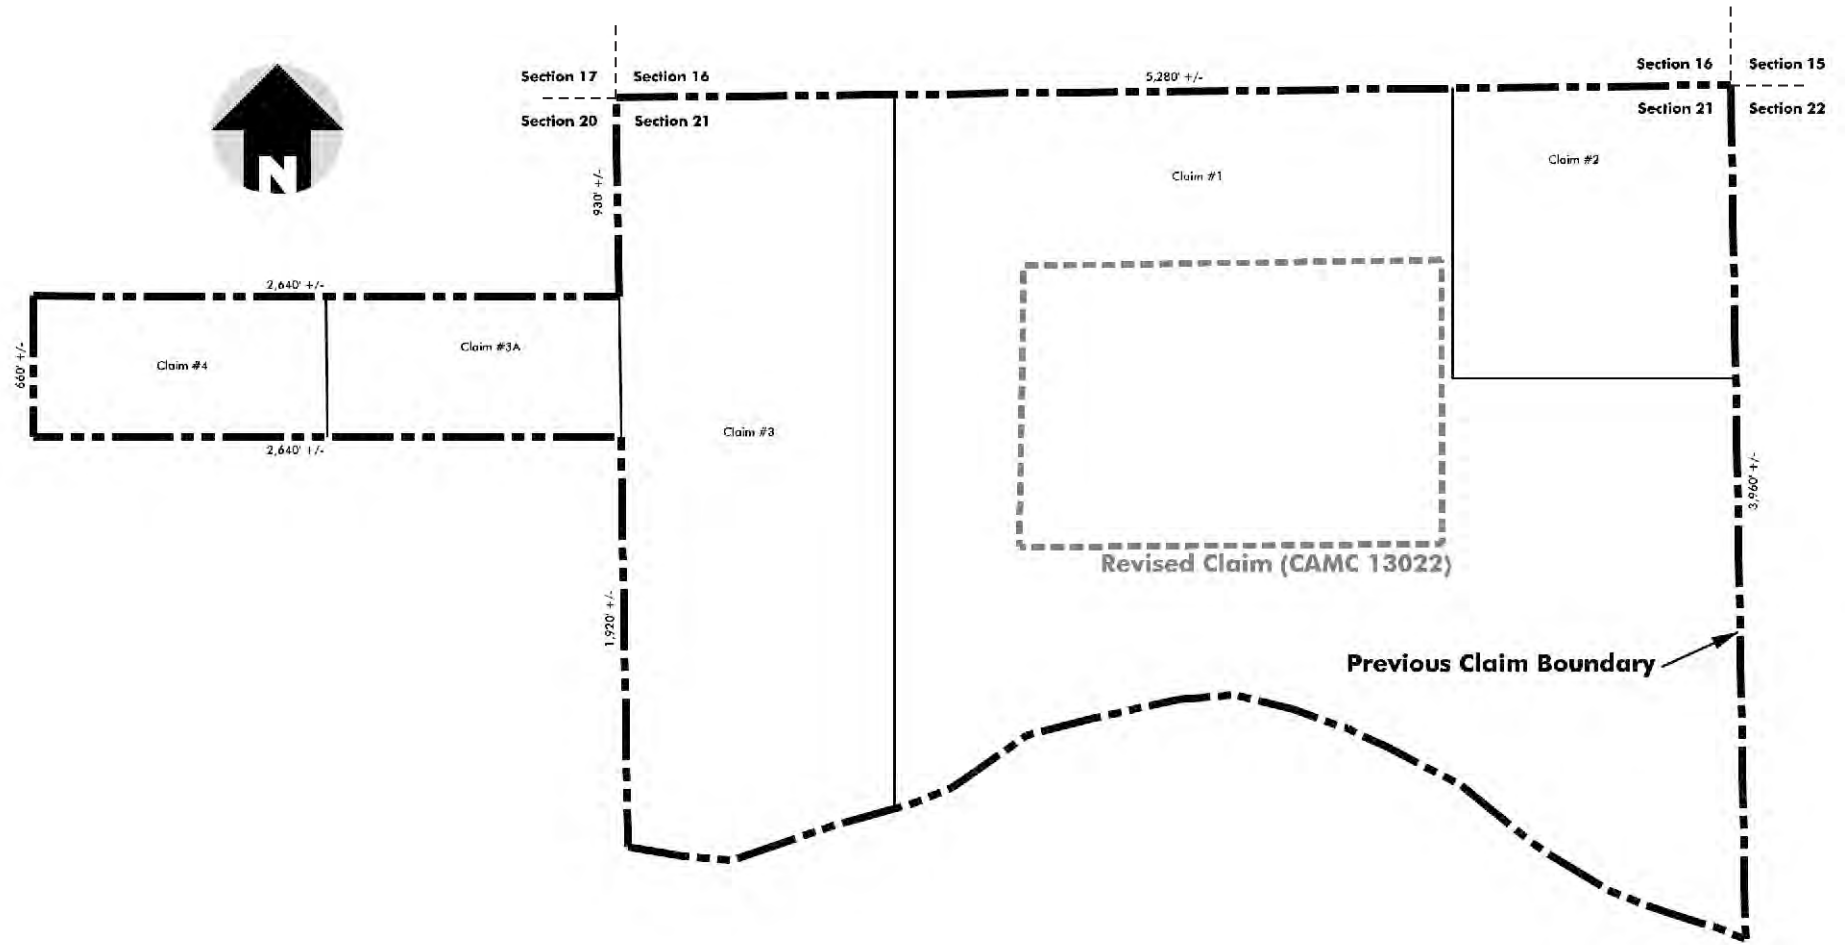 Section 17
Section 16
5,280' +/-
Section 16
Section 15
Section 20
Section 21
Section 21
Section 22
N
930' +/-
Claim #1
Claim #2
2,640' +/-
660' +/-
Claim #4
Claim #3A
Claim #3
2,640' +/-
3,960' +/-
Revised Claim (CAMC 13022)
1,920' +/-
Previous Claim Boundary